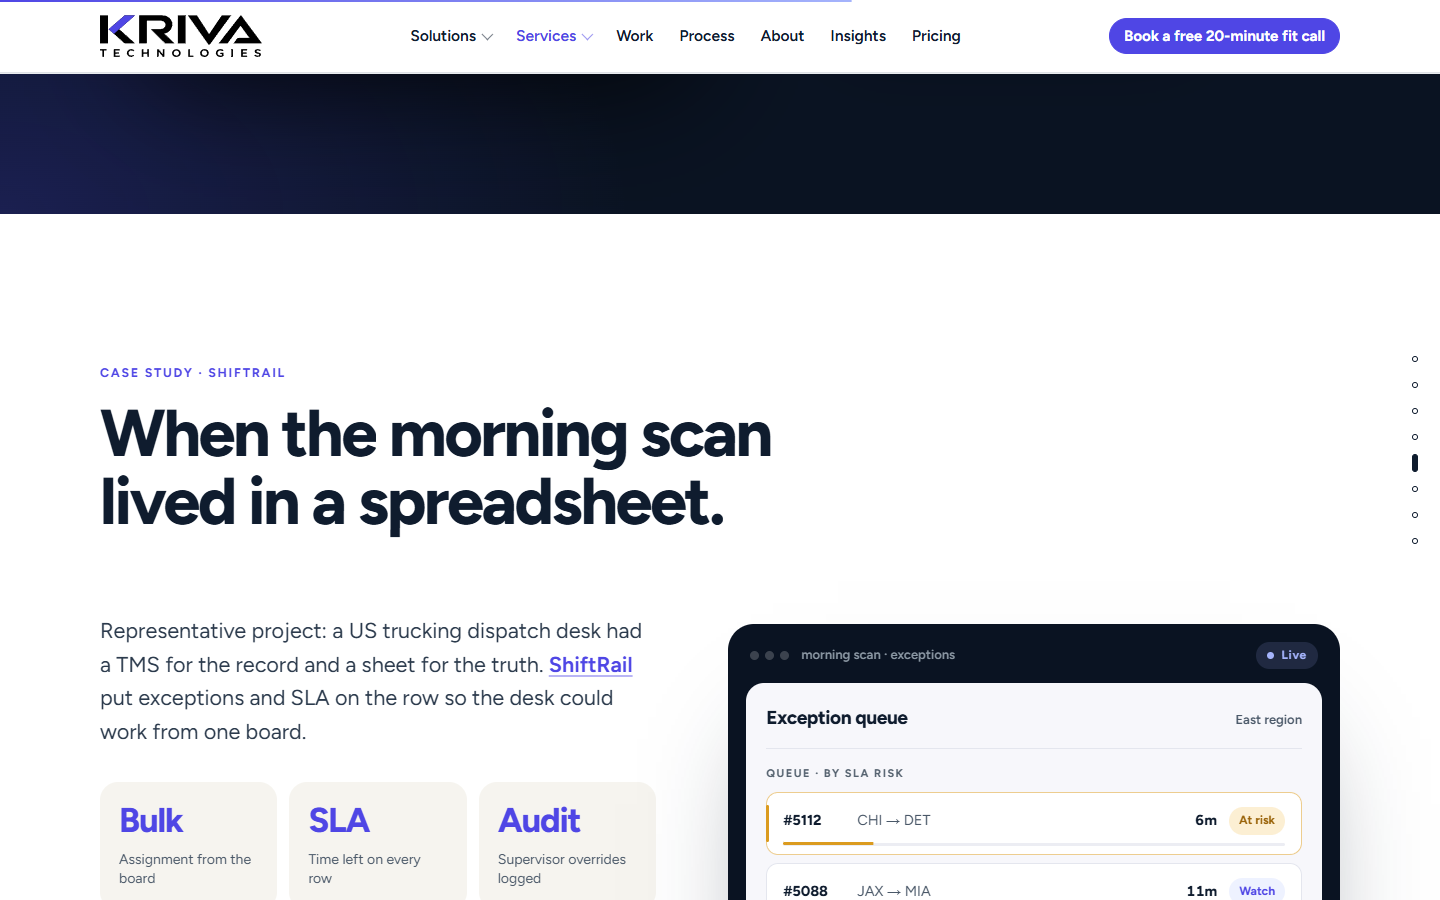 KRIVA
TECHNOLOGIES
Solutions
Services
Work
Process
About
Insights
Pricing
Book a free 20-minute fit call
CASE STUDY · SHIFTRAIL
When the morning scan
lived in a spreadsheet.
Representative project: a US trucking dispatch desk had
a TMS for the record and a sheet for the truth. ShiftRail
put exceptions and SLA on the row so the desk could
work from one board.
Bulk
Assignment from the
board
SLA
Time left on every
row
Audit
Supervisor overrides
logged
morning scan · exceptions
Live
Exception queue
East region
QUEUE · BY SLA RISK
#5112 CHI → DET 6m At risk
#5088 JAX → MIA 11m Watch